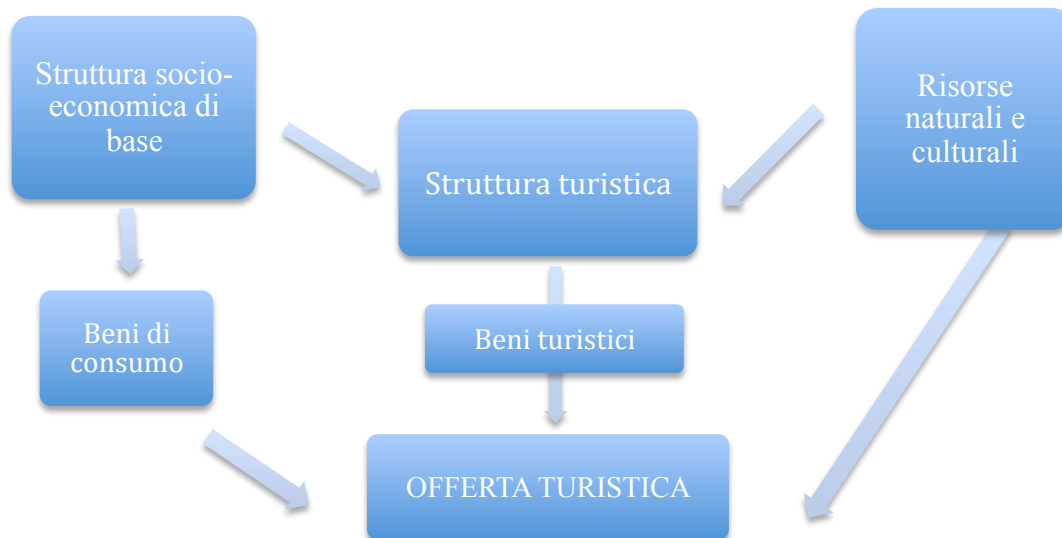 Struttura socio-
economica di
base
Risorse
naturali e
culturali
Struttura turistica
Beni di
consumo
Beni turistici
OFFERTA TURISTICA